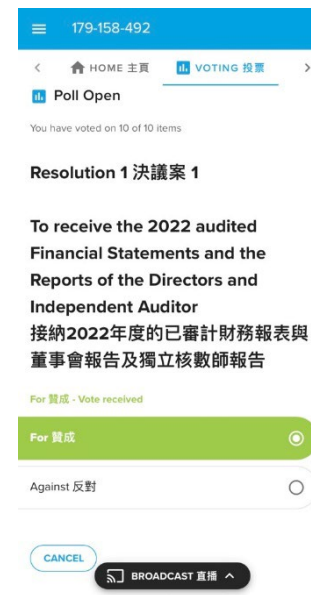 179-158-492
HOME 主頁
VOTING 投票
Poll Open
You have voted on 10 of 10 items
Resolution 1 決議案 1
To receive the 2022 audited
Financial Statements and the
Reports of the Directors and
Independent Auditor
接納2022年度的已審計財務報表與
董事會報告及獨立核數師報告
For 贊成 - Vote received
For 贊成
Against 反對
CANCEL
BROADCAST 直播